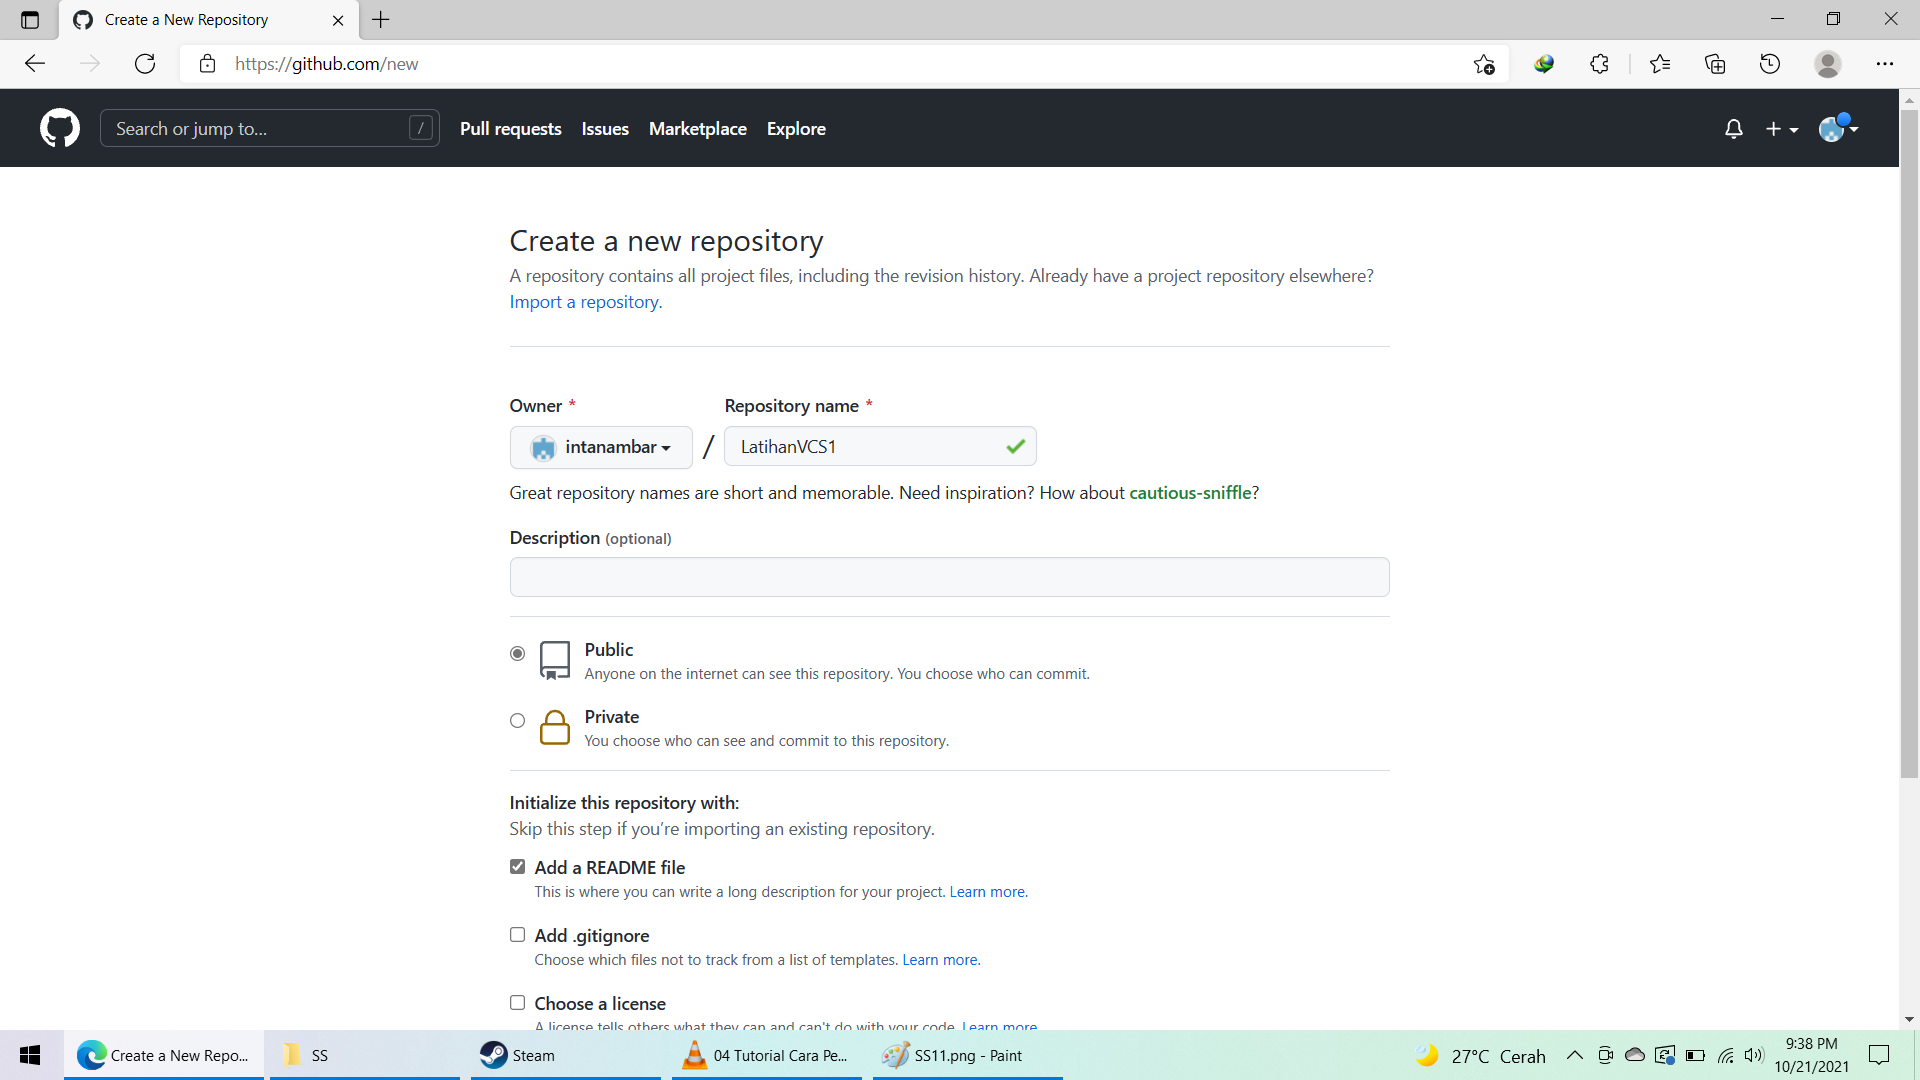 Create a New Repository
https://github.com/new
Search or jump to...
/
Pull requests
Issues
Marketplace
Explore
Create a new repository
A repository contains all project files, including the revision history. Already have a project repository elsewhere?
Import a repository.
Owner *
Repository name *
intanambar
/
LatihanVCS1
Great repository names are short and memorable. Need inspiration? How about cautious-sniffle?
Description (optional)
Public
Anyone on the internet can see this repository. You choose who can commit.
Private
You choose who can see and commit to this repository.
Initialize this repository with:
Skip this step if you’re importing an existing repository.
Add a README file
This is where you can write a long description for your project. Learn more.
Add .gitignore
Choose which files not to track from a list of templates. Learn more.
Choose a license
A license tells others what they can and can't do with your code. Learn more.
Create a New Repo...
SS
Steam
04 Tutorial Cara Pe...
SS11.png - Paint
27°C Cerah
9:38 PM
10/21/2021